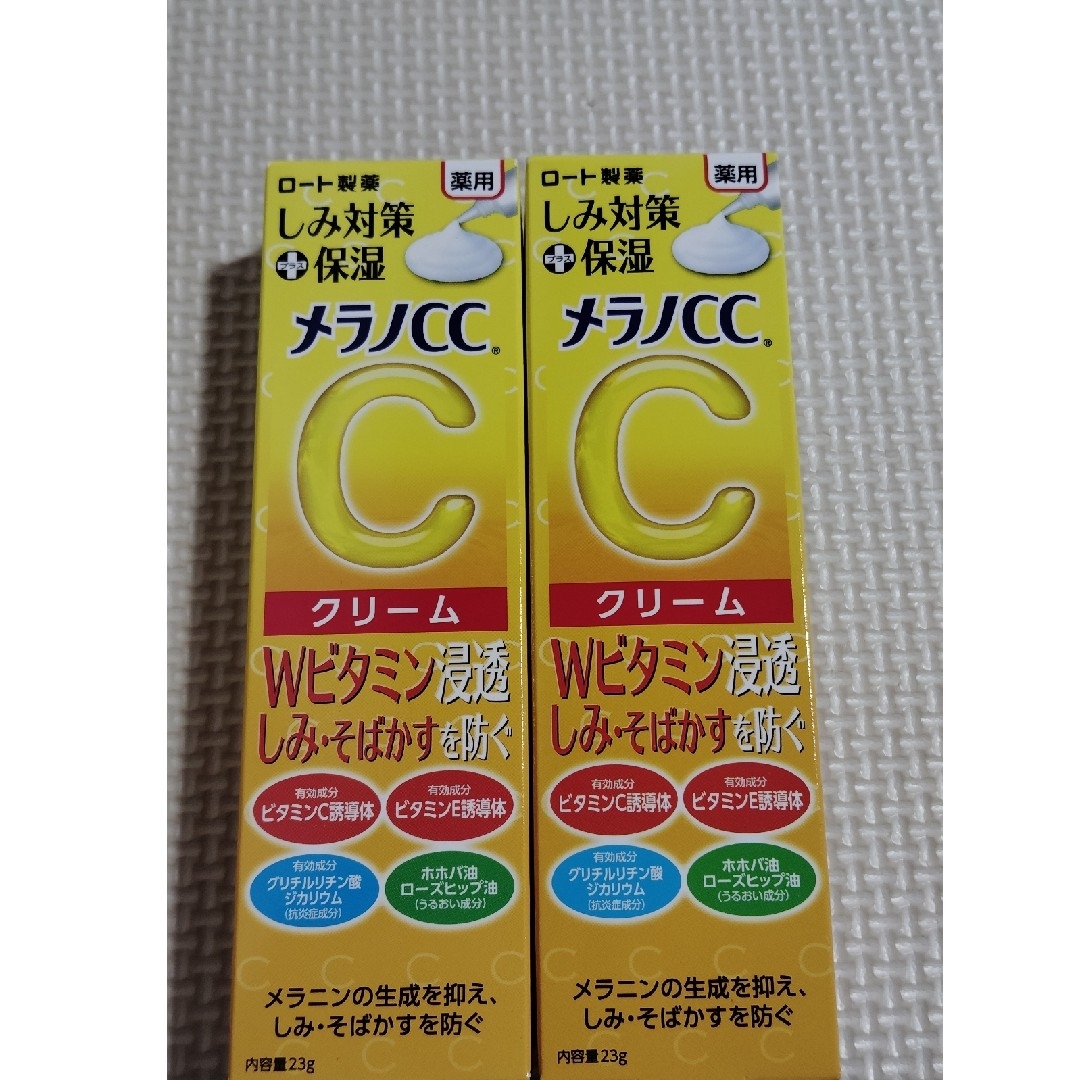 ロート製薬
薬用
しみ対策
プラス
保湿
メラノCC®
C
クリーム
Wビタミン浸透
しみ・そばかすを防ぐ
有効成分
ビタミンC誘導体
有効成分
ビタミンE誘導体
有効成分
グリチルリチン酸
ジカリウム
(抗炎症成分)
ホホバ油
ローズヒップ油
(うるおい成分)
メラニンの生成を抑え、
しみ・そばかすを防ぐ
内容量23g
ロート製薬
薬用
しみ対策
プラス
保湿
メラノCC®
C
クリーム
Wビタミン浸透
しみ・そばかすを防ぐ
有効成分
ビタミンC誘導体
有効成分
ビタミンE誘導体
有効成分
グリチルリチン酸
ジカリウム
(抗炎症成分)
ホホバ油
ローズヒップ油
(うるおい成分)
メラニンの生成を抑え、
しみ・そばかすを防ぐ
内容量23g